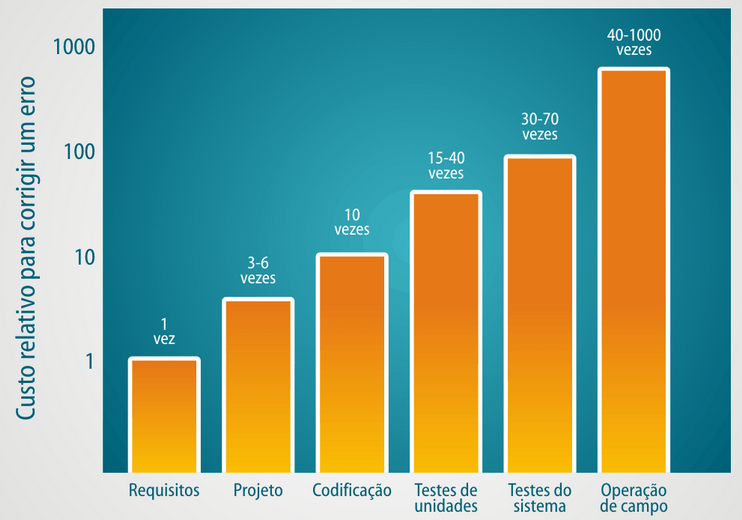 Custo relativo para corrigir um erro
1000
100
10
1
1
vez
3-6
vezes
10
vezes
15-40
vezes
30-70
vezes
40-1000
vezes
Requisitos
Projeto
Codificação
Testes de
unidades
Testes do
sistema
Operação
de campo